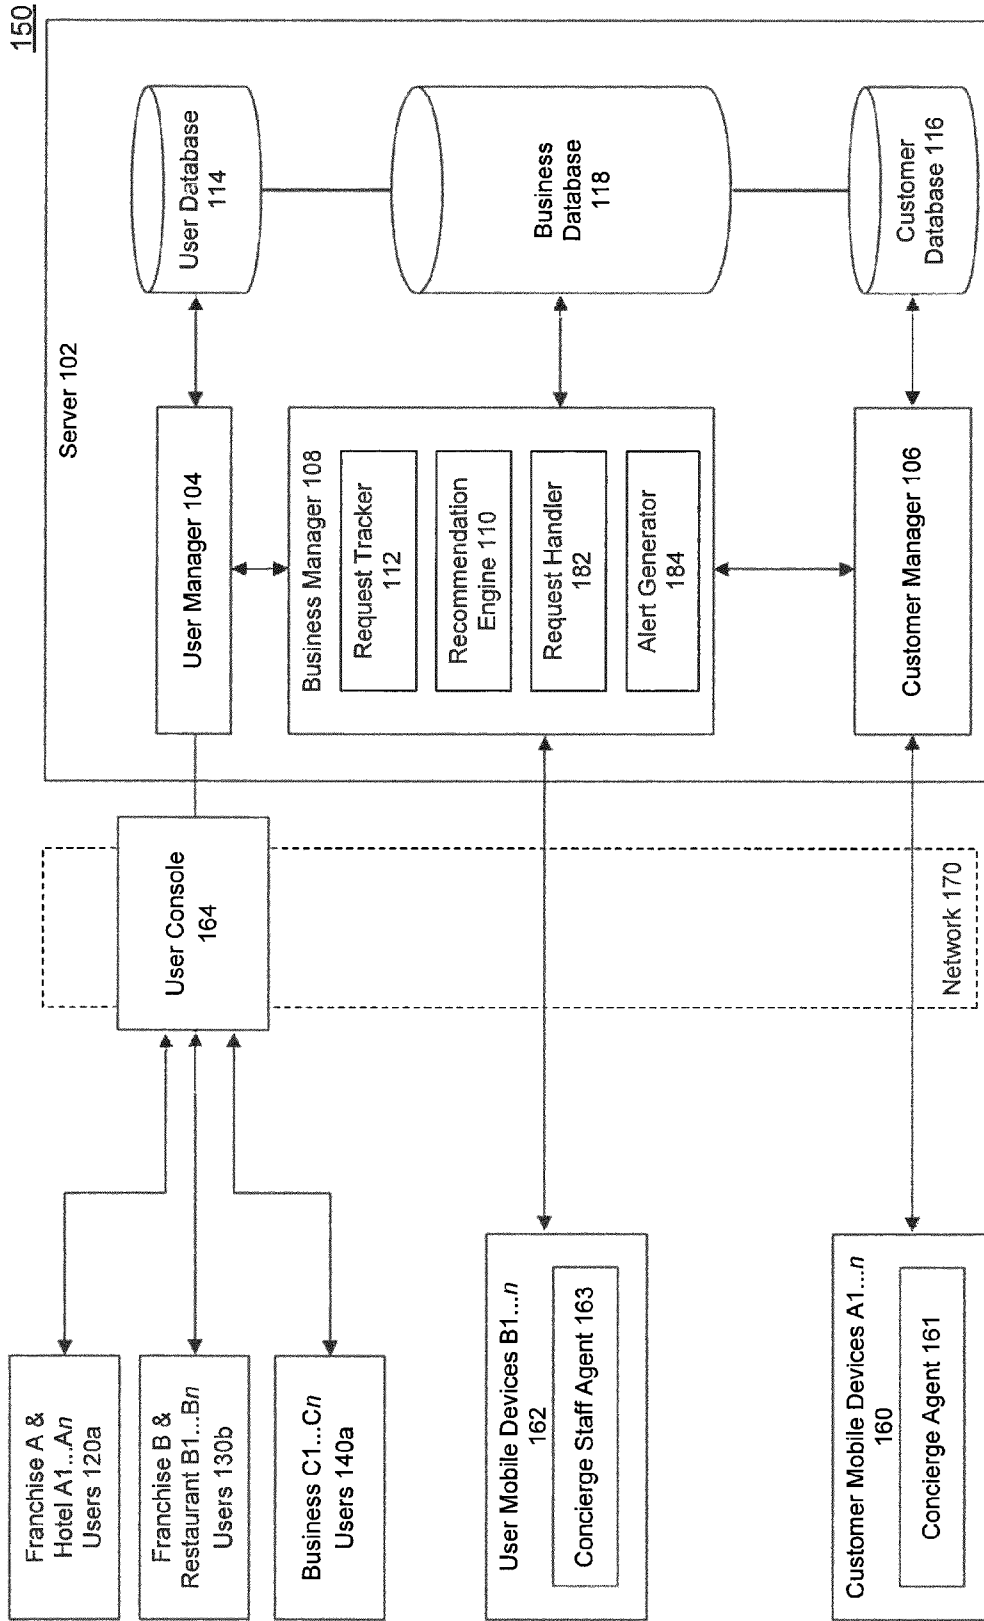 150
Server 102
Franchise A &
Hotel A1...An
Users 120a
Franchise B &
Restaurant B1...Bn
Users 130b
Business C1...Cn
Users 140a
User Console
164
User Manager 104
User Database
114
Business Manager 108
Request Tracker
112
Recommendation
Engine 110
Request Handler
182
Alert Generator
184
Business
Database
118
User Mobile Devices B1...n
162
Concierge Staff Agent 163
Customer Mobile Devices A1...n
160
Concierge Agent 161
Network 170
Customer Manager 106
Customer
Database 116